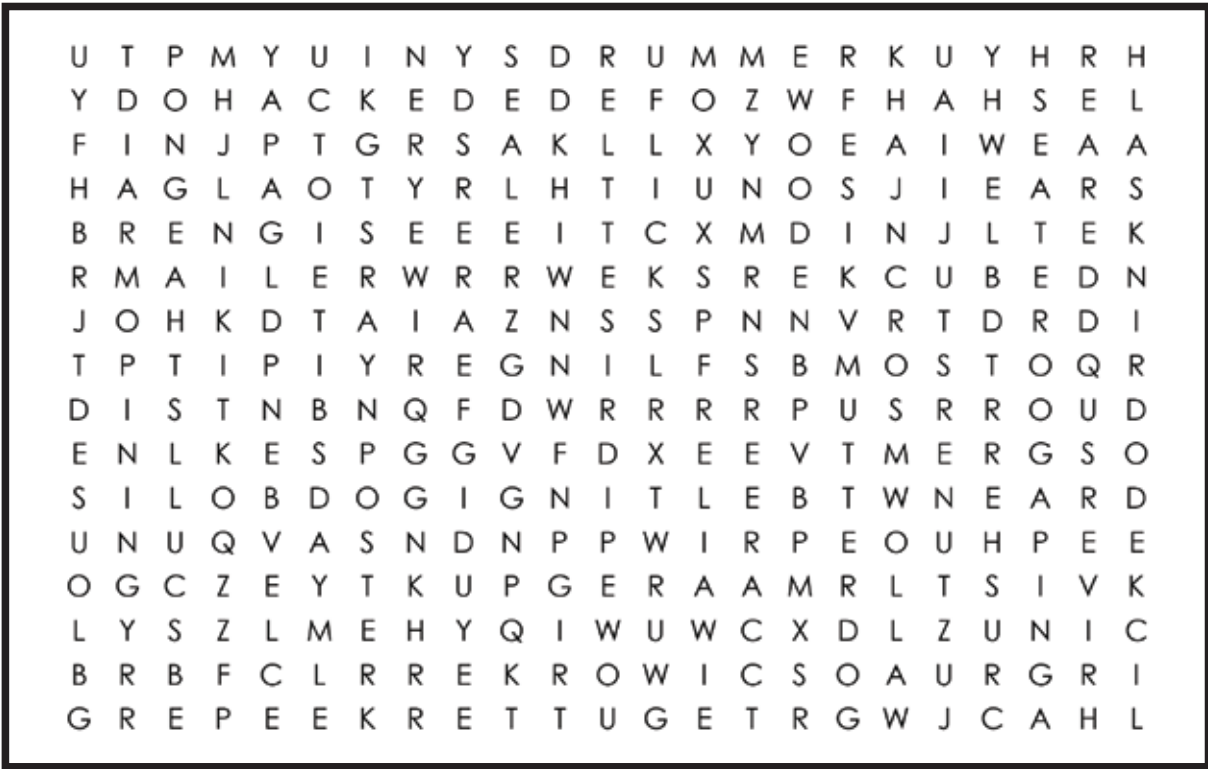 U T P M Y U I N Y S D R U M M E R K U Y H R H
Y D O H A C K E D E D E F O Z W F H A H S E L
F I N J P T G R S A K L L X Y O E A I W E A A
H A G L A O T Y R L H T I U N O S J I E A R S
B R E N G I S E E E I T C X M D I N J L T E K
R M A I L E R W R R W E K S R E K C U B E D N
J O H K D T A I A Z N S S P N N V R T D R D I
T P T I P I Y R E G N I L F S B M O S T O Q R
D I S T N B N Q F D W R R R R P U S R R O U D
E N L K E S P G G V F D X E E V T M E R G S O
S I L O B D O G I G N I T L E B T W N E A R D
U N U Q V A S N D N P P W I R P E O U H P E E
O G C Z E Y T K U P G E R A A M R L T S I V K
L Y S Z L M E H Y Q I W U W C X D L Z U N I C
B R B F C L R R E K R O W I C S O A U R G R I
G R E P E E K R E T T U G E T R G W J C A H L